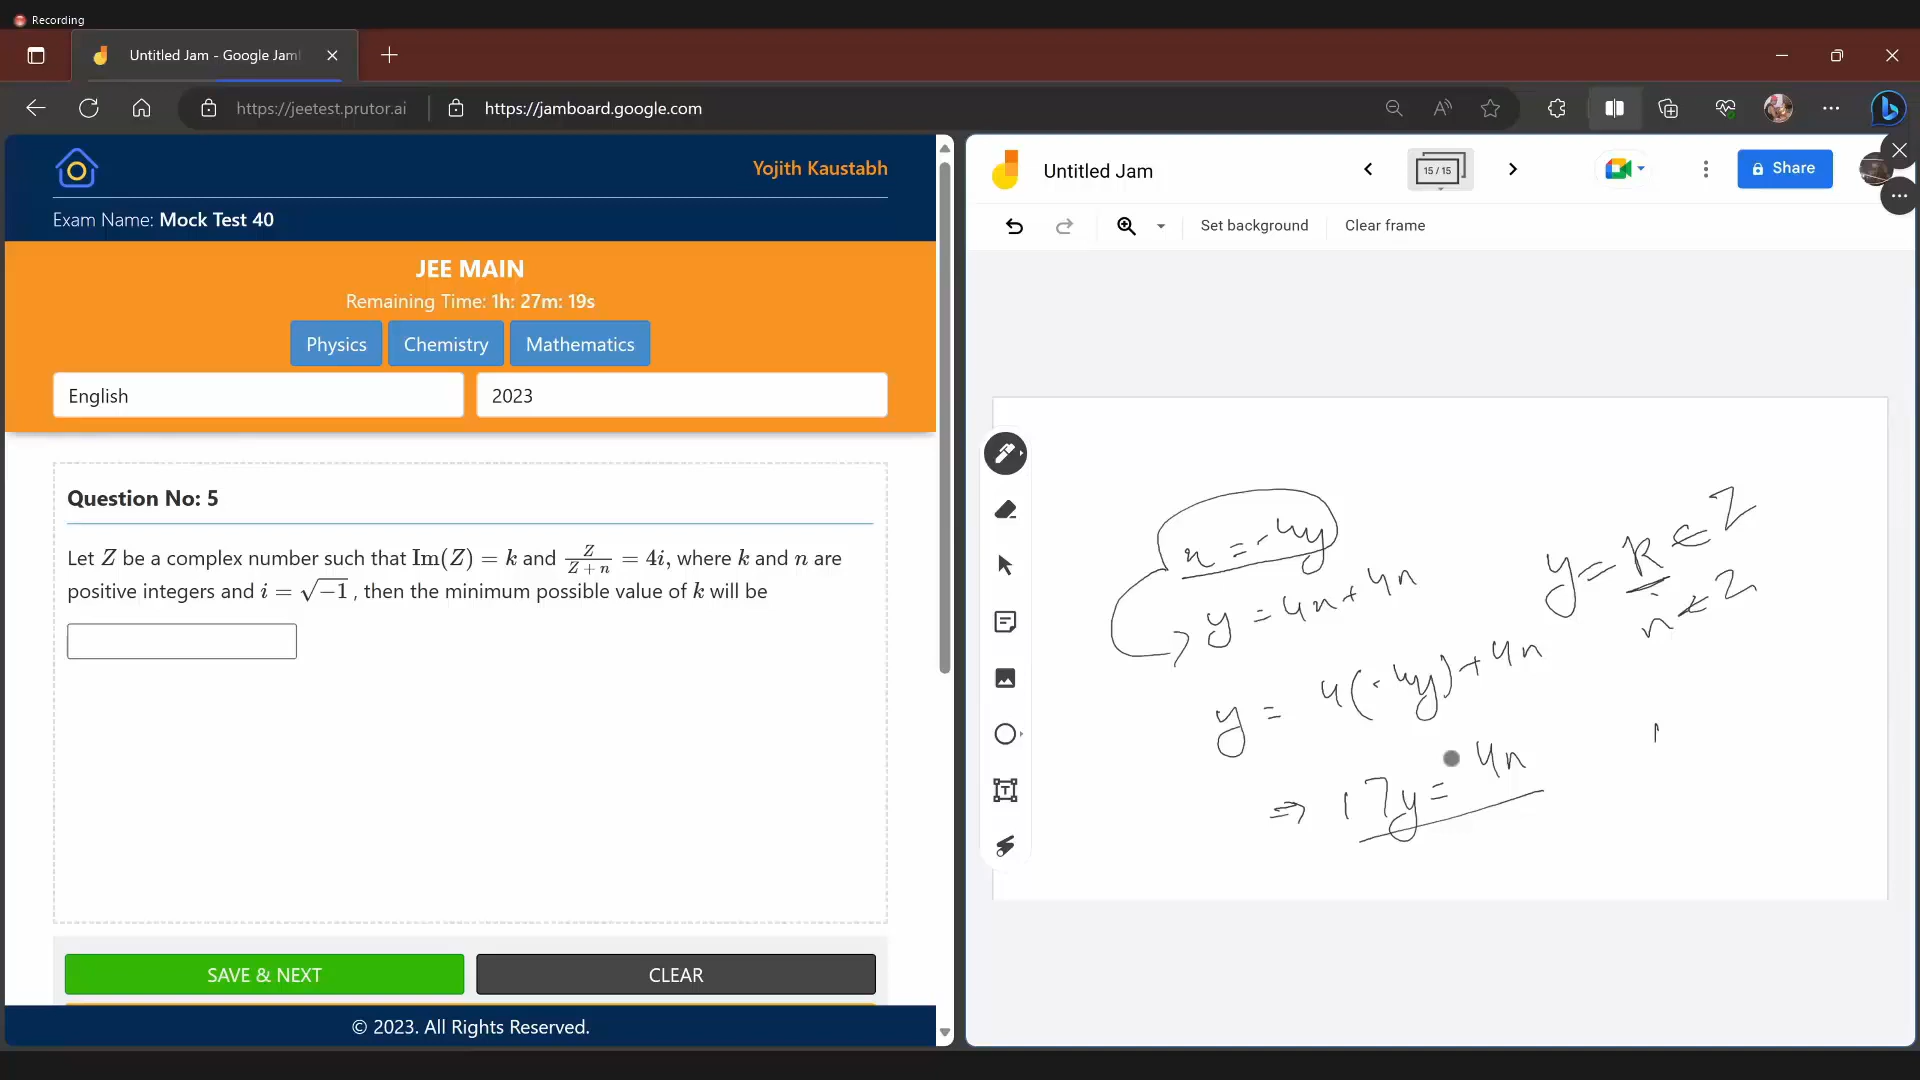 Recording
Untitled Jam - Google Jam
https://jeetest.prutor.ai
https://jamboard.google.com
Yojith Kaustabh
Exam Name: Mock Test 40
JEE MAIN
Remaining Time: 1h: 27m: 19s
Physics
Chemistry
Mathematics
English
2023
Question No: 5
Let Z be a complex number such that Im(Z) = k and Z/(Z + n) = 4i, where k and n are
positive integers and i = √−1 , then the minimum possible value of k will be
SAVE & NEXT
CLEAR
© 2023. All Rights Reserved.
Untitled Jam
15 / 15
Share
Set background
Clear frame
x = -4y
y = 4x + 4n
y = 4(-4y) + 4n
⇒ 17y = 4n
y = k ∈ Z
n ∈ Z